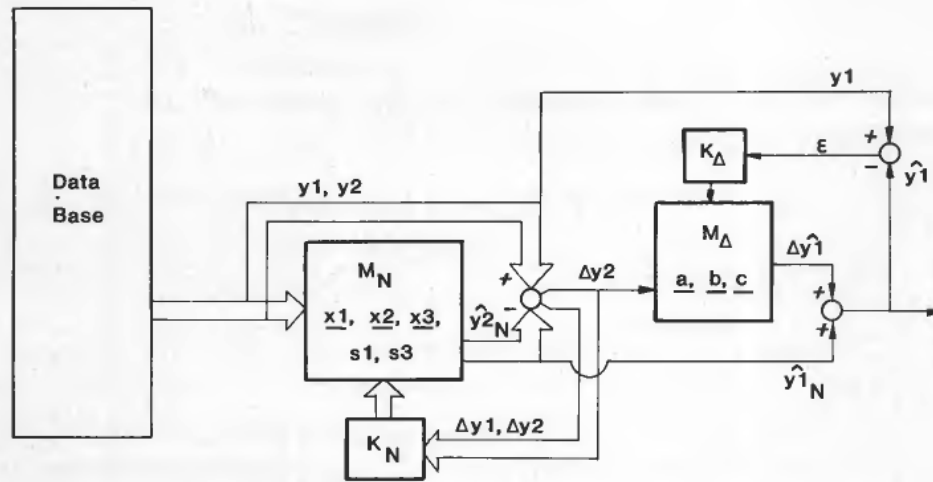 Data
Base
y1, y2
M_N
x1, x2, x3,
s1, s3
K_N
+
-
ŷ2_N
Δy2
Δy1, Δy2
K_Δ
M_Δ
a, b, c
ε
y1
+
-
ŷ1
Δŷ1
+
+
ŷ1_N